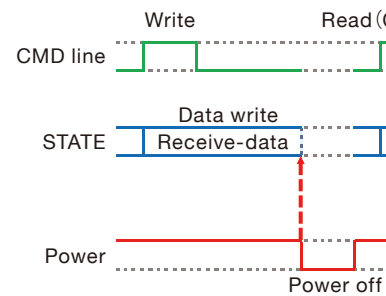 Write
Read (
CMD line
Data write
STATE
Receive-data
Power
Power off